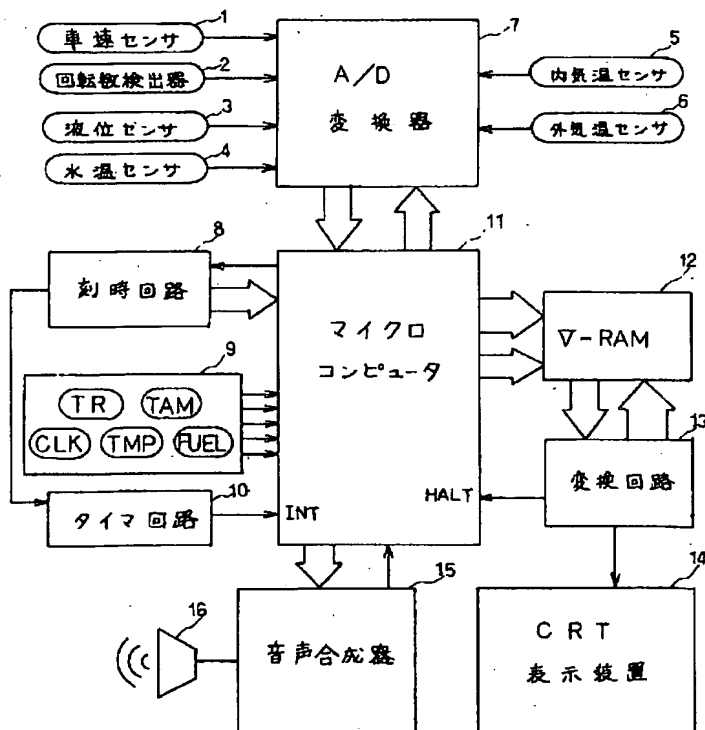 1
車速センサ
2
回転数検出器
3
液位センサ
4
水温センサ
7
A/D
変換器
5
内気温センサ
6
外気温センサ
8
刻時回路
11
マイクロ
コンピュータ
INT
HALT
12
V-RAM
9
TR TAM
CLK TMP FUEL
10
タイマ回路
13
変換回路
14
CRT
表示装置
15
音声合成器
16